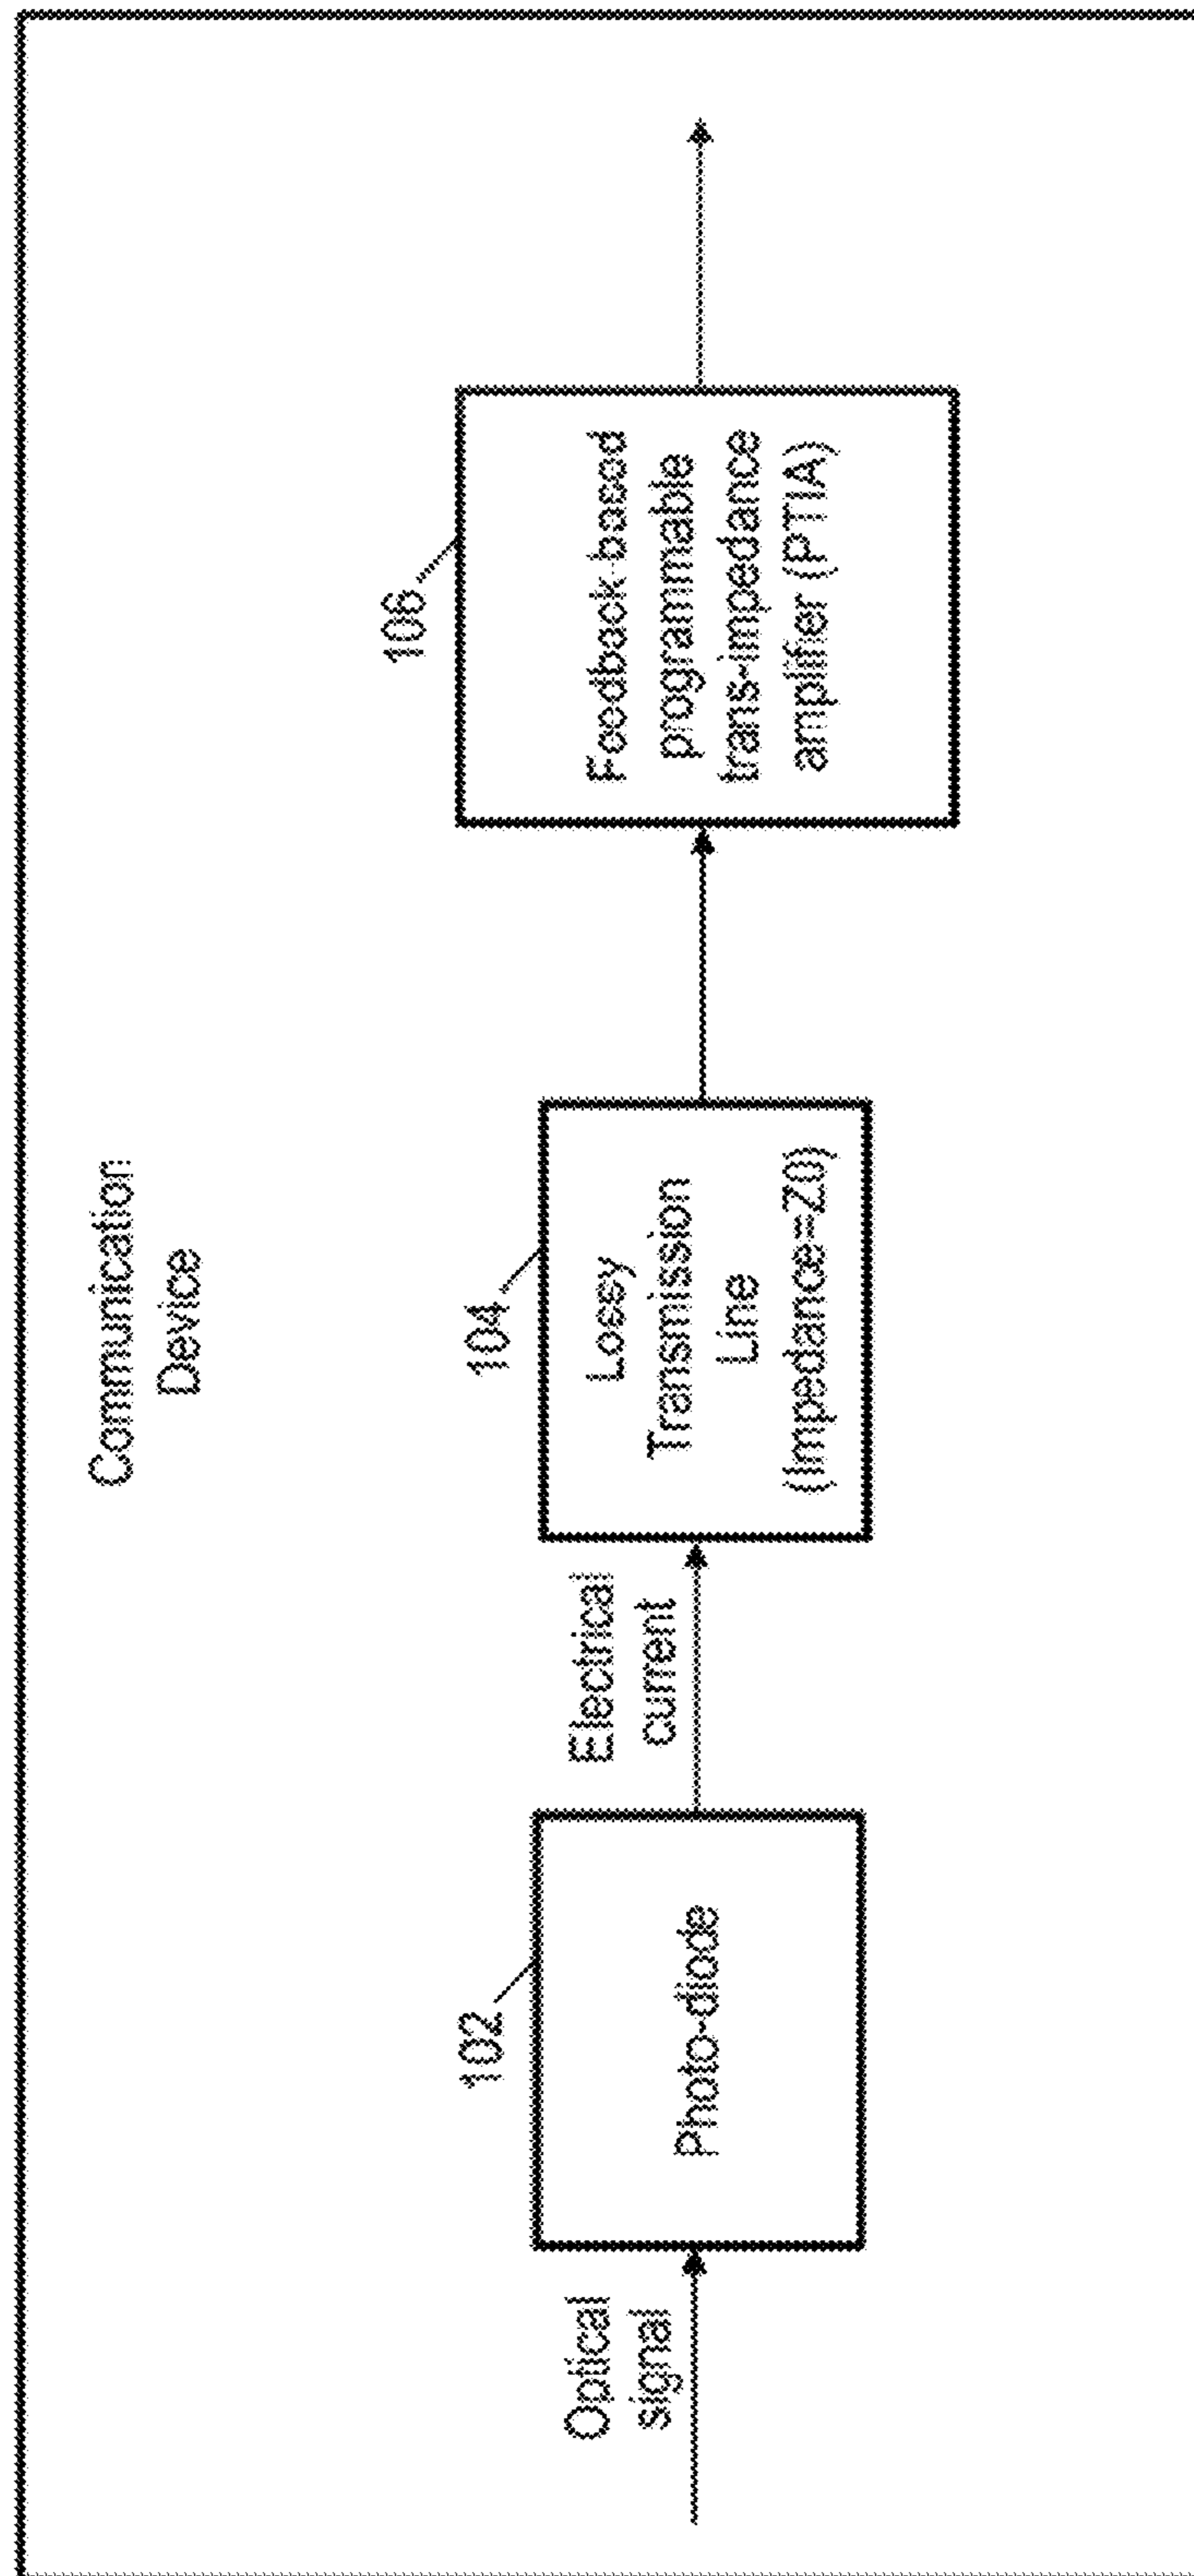 Communication
Device
Optical
signal
102
Photo-diode
Electrical
current
104
Lossy
Transmission
Line
(Impedance=Z0)
106
Feedback-based
programmable
trans-impedance
amplifier (PTIA)